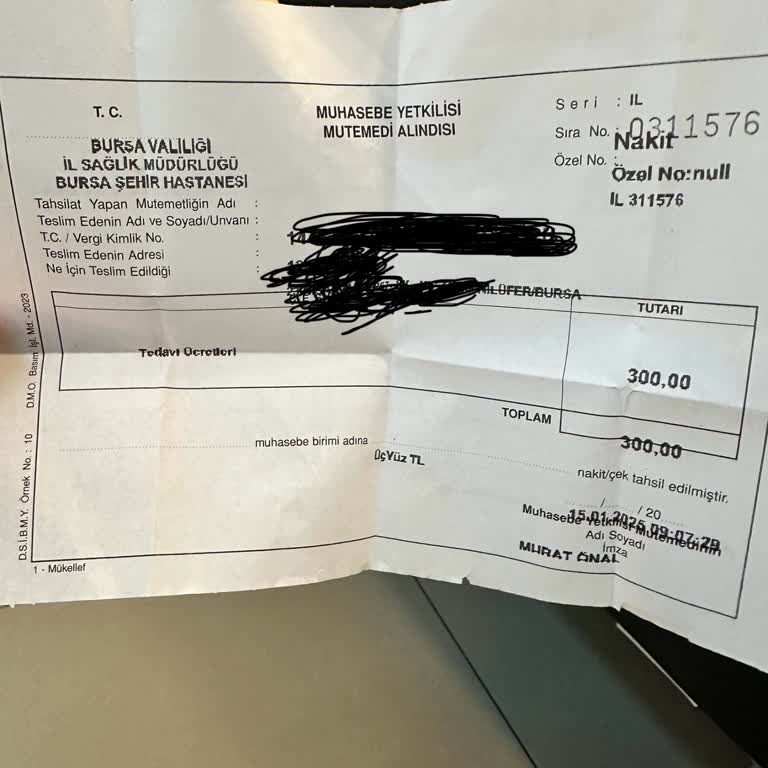 T. C.
BURSA VALİLİĞİ
İL SAĞLIK MÜDÜRLÜĞÜ
BURSA ŞEHİR HASTANESİ
MUHASEBE YETKİLİSİ
MUTEMEDİ ALINDISI
Seri : IL
Sıra No. : 0311576
Nakit
Özel No. :
Özel No:null
IL 311576
Tahsilat Yapan Mutemetliğin Adı :
Teslim Edenin Adı ve Soyadı/Unvanı :
T.C. / Vergi Kimlik No. :
Teslim Edenin Adresi :
Ne İçin Teslim Edildiği :
NİLÜFER/BURSA
TUTARI
Tedavi Ücretleri
300,00
TOPLAM
300,00
muhasebe birimi adına
ÜçYüz TL
nakit/çek tahsil edilmiştir.
/ / 20
15.01.2025 09:07:29
Muhasebe Yetkilisi Mutemedinin
Adı Soyadı
İmza
MURAT ÖNAL
1 - Mükellef
D.S.İ.B.M.Y. Örnek No. : 10 D.M.O. Basım İşl. Md. - 2023